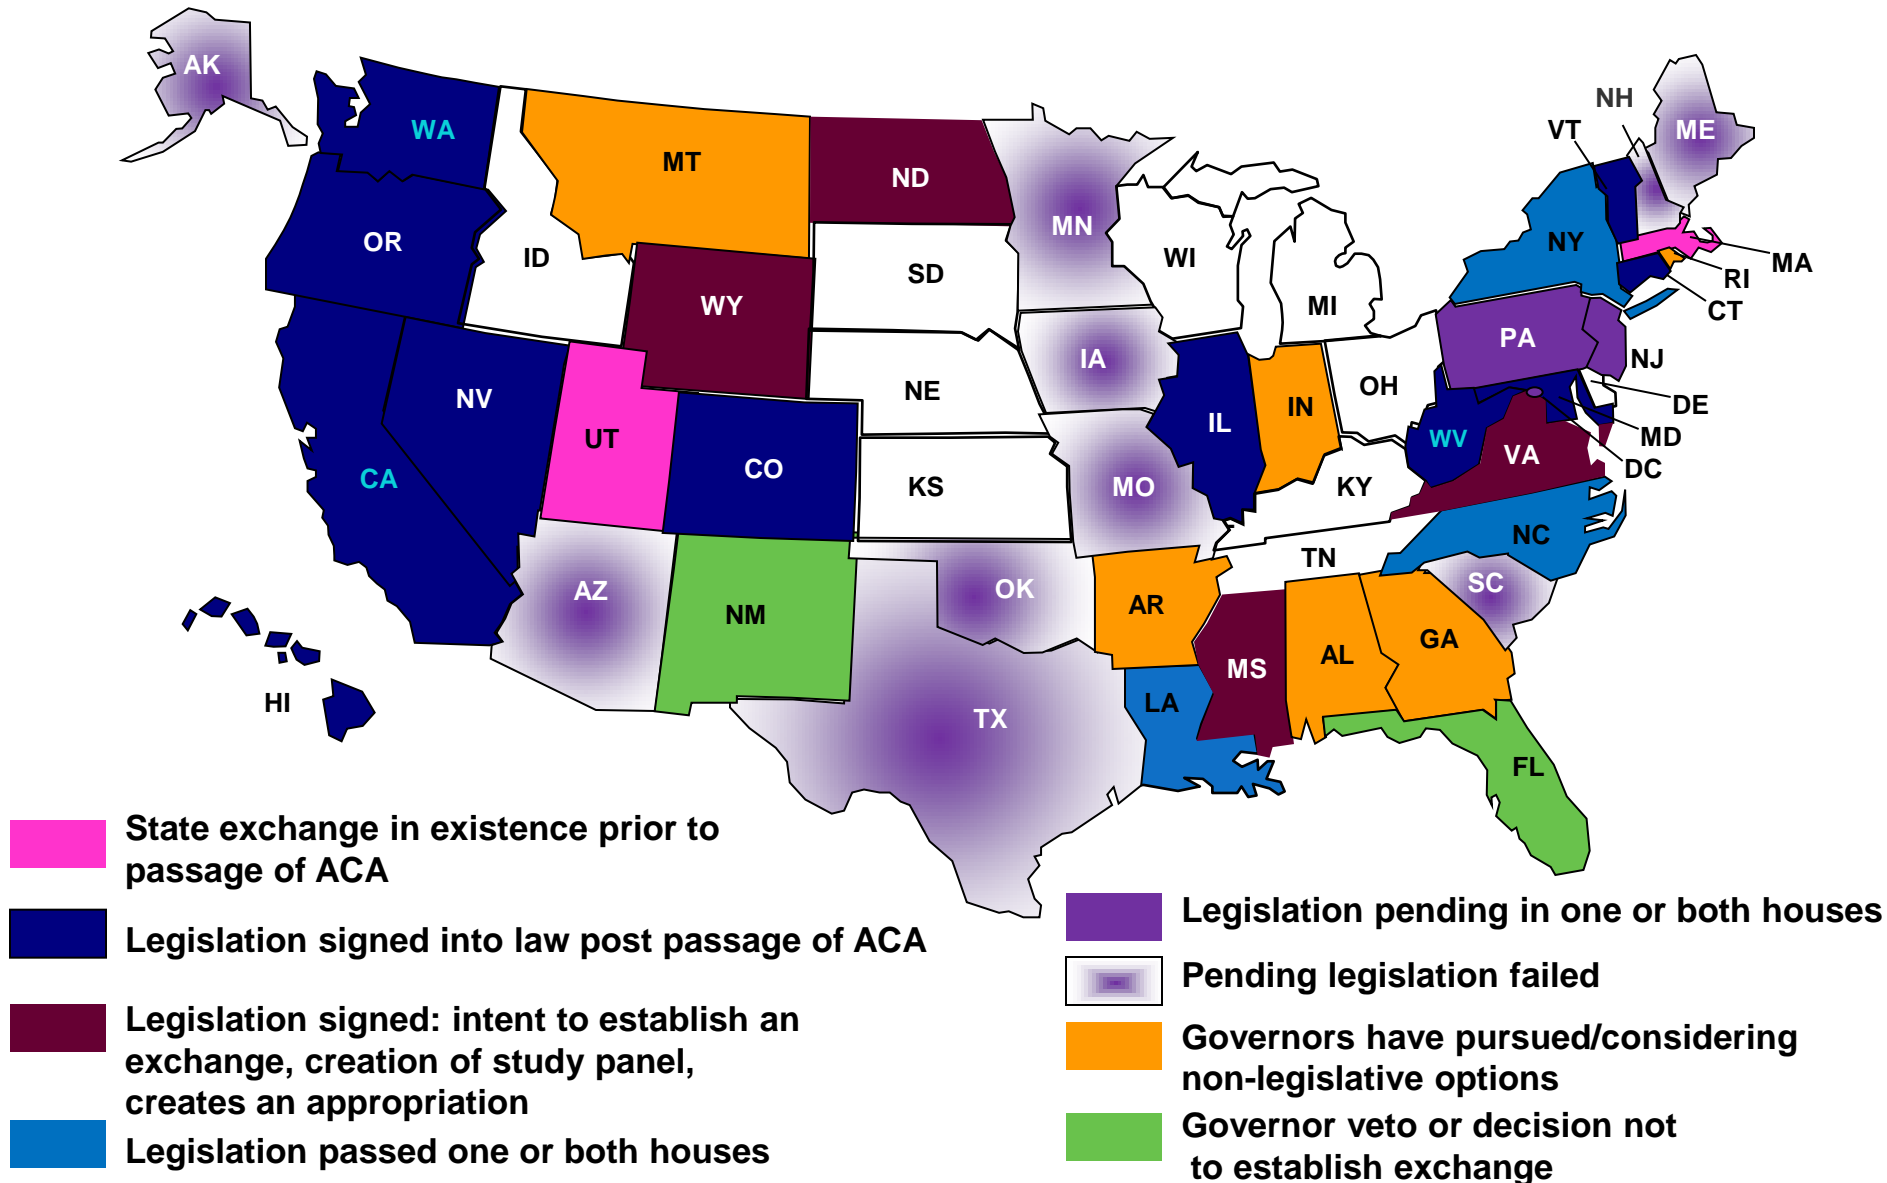 AK
WA
MT
ND
MN
NH
VT
ME
OR
ID
SD
WI
MI
NY
MA
RI
CT
WY
IA
NE
PA
NJ
OH
DE
NV
UT
CO
KS
MO
IL
IN
WV
VA
MD
DC
CA
KY
NC
TN
AZ
NM
OK
AR
SC
HI
TX
LA
MS
AL
GA
FL
State exchange in existence prior to
passage of ACA
Legislation signed into law post passage of ACA
Legislation signed: intent to establish an
exchange, creation of study panel,
creates an appropriation
Legislation passed one or both houses
Legislation pending in one or both houses
Pending legislation failed
Governors have pursued/considering
non-legislative options
Governor veto or decision not
to establish exchange